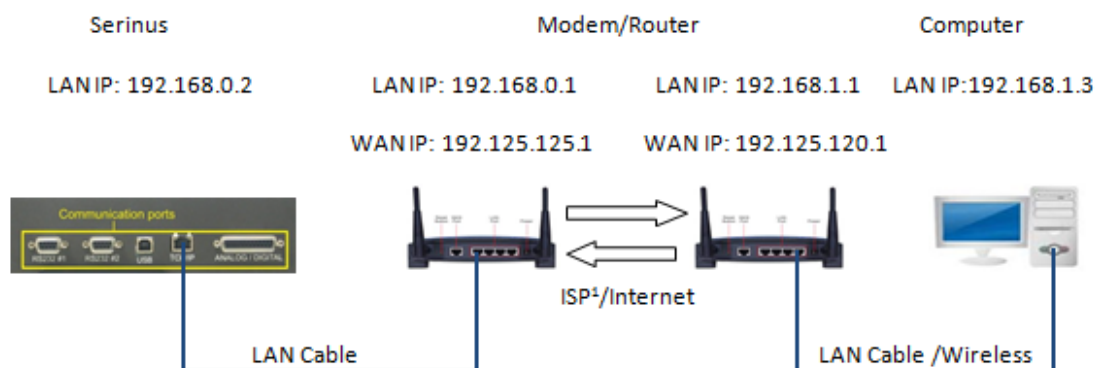 Serinus Modem/Router Computer
LAN IP: 192.168.0.2 LAN IP: 192.168.0.1 LAN IP: 192.168.1.1 LAN IP:192.168.1.3
WAN IP: 192.125.125.1 WAN IP: 192.125.120.1
Communication ports
RS232 #1 RS232 #2 USB TCP/IP ANALOG / DIGITAL
ISP¹/Internet
LAN Cable LAN Cable /Wireless